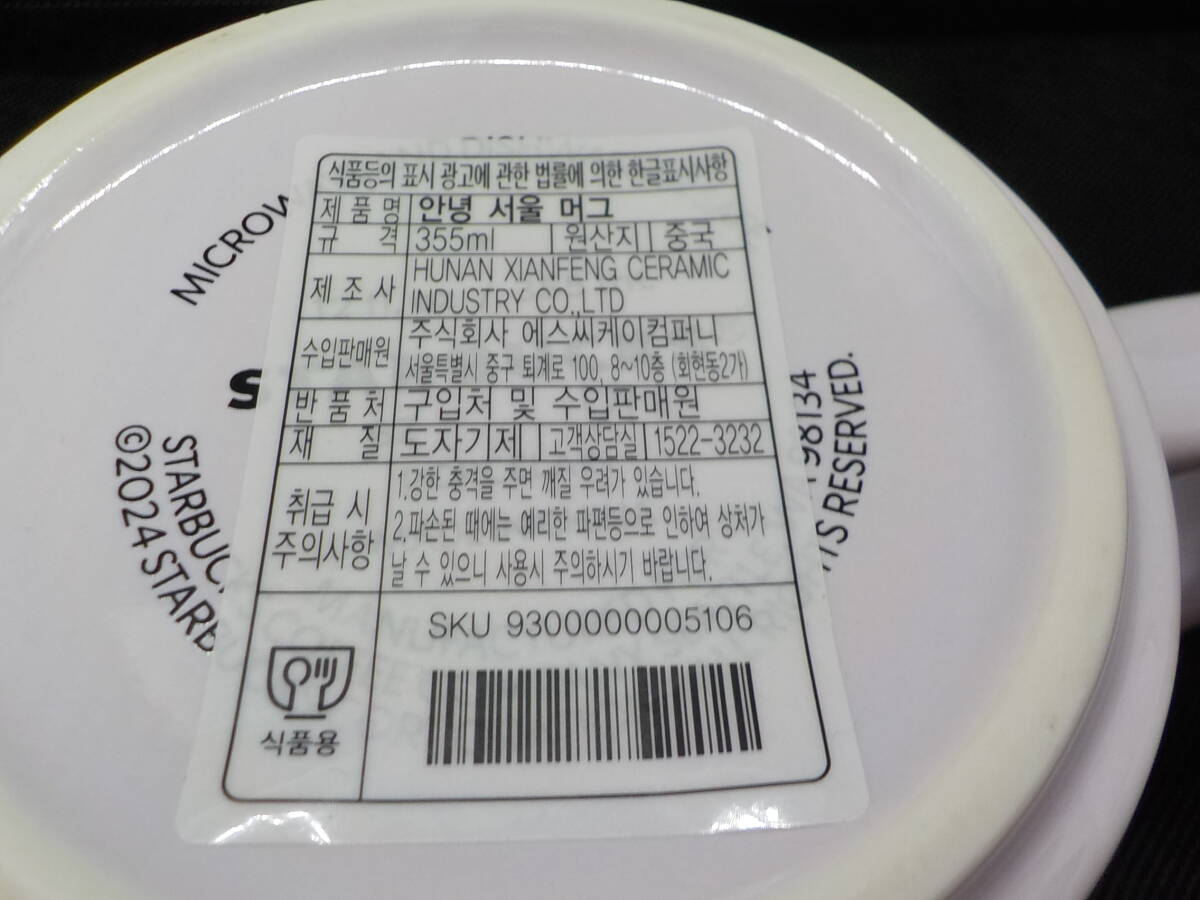 식품등의 표시 광고에 관한 법률에 의한 한글표시사항
제 품 명 안녕 서울 머그
규 격 355ml 원산지 중국
제 조 사 HUNAN XIANFENG CERAMIC
INDUSTRY CO.,LTD
수입판매원 주식회사 에스씨케이컴퍼니
서울특별시 중구 퇴계로 100, 8~10층 (회현동2가)
반 품 처 구입처 및 수입판매원
재 질 도자기제 고객상담실 1522-3232
취급 시
주의사항
1.강한 충격을 주면 깨질 우려가 있습니다.
2.파손된 때에는 예리한 파편등으로 인하여 상처가
날 수 있으니 사용시 주의하시기 바랍니다.
SKU 9300000005106
식품용
MICROW
S
STARBUC
©2024 STARB
98134
TS RESERVED.